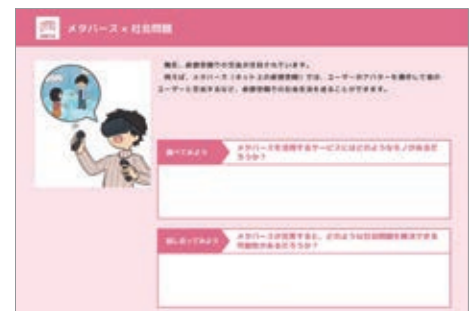 メタバース × 社会問題
現在、仮想空間での交流が注目されています。
例えば、メタバース（ネット上の仮想空間）では、ユーザーがアバターを操作して他の
ユーザーと交流するなど、仮想空間での社会生活を送ることができます。
調べてみよう
メタバースを活用するサービスにはどのようなモノがあるだ
ろうか？
話し合ってみよう
メタバースが発展すると、どのような社会問題を解決できる
可能性があるだろうか？